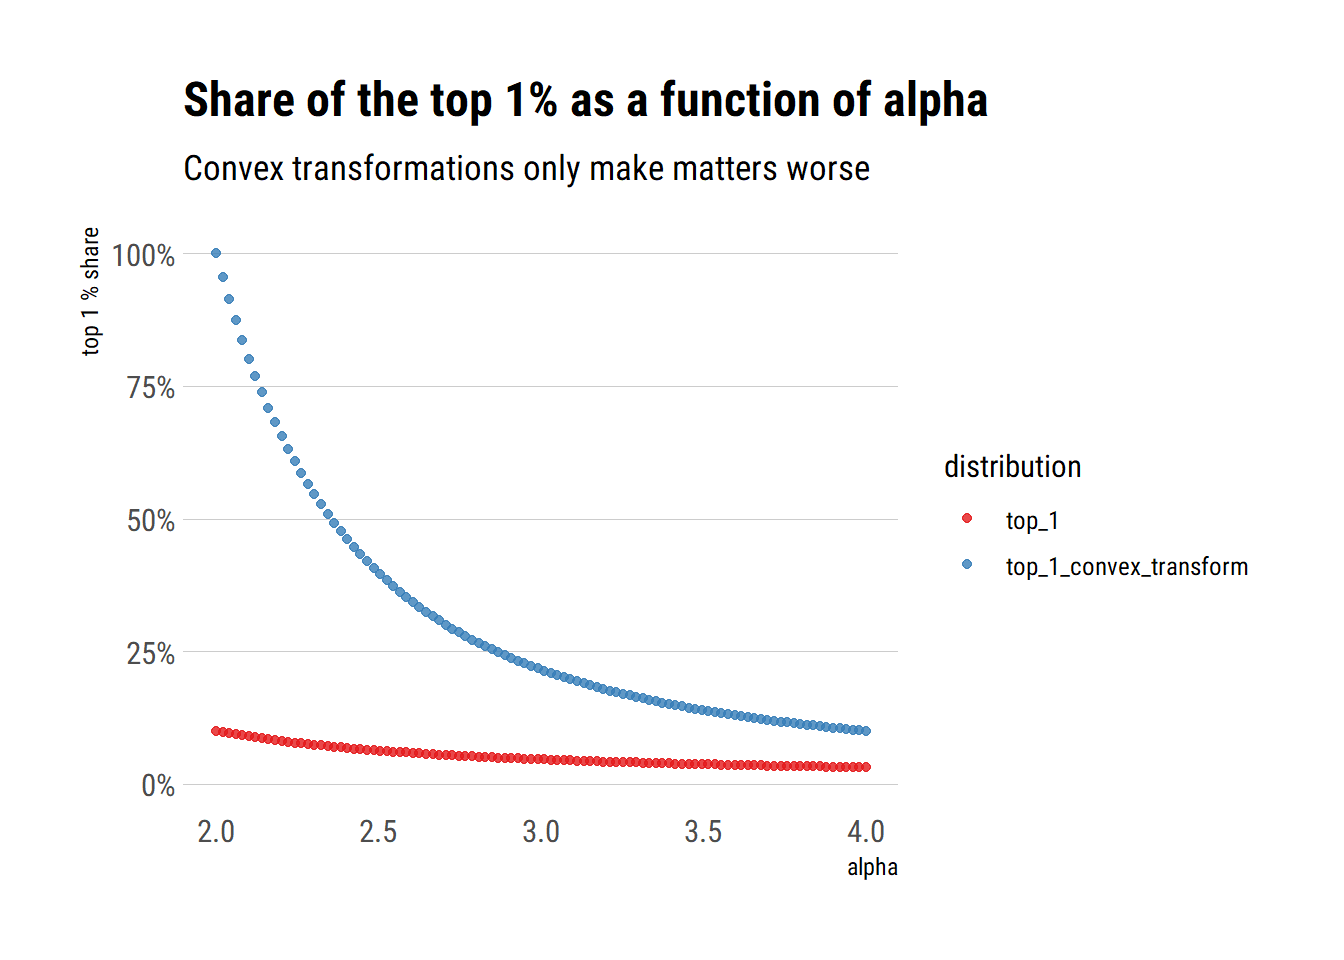 Share of the top 1% as a function of alpha
Convex transformations only make matters worse
top 1 % share
100%
75%
50%
25%
0%
2.0 2.5 3.0 3.5 4.0
alpha
distribution
top_1
top_1_convex_transform